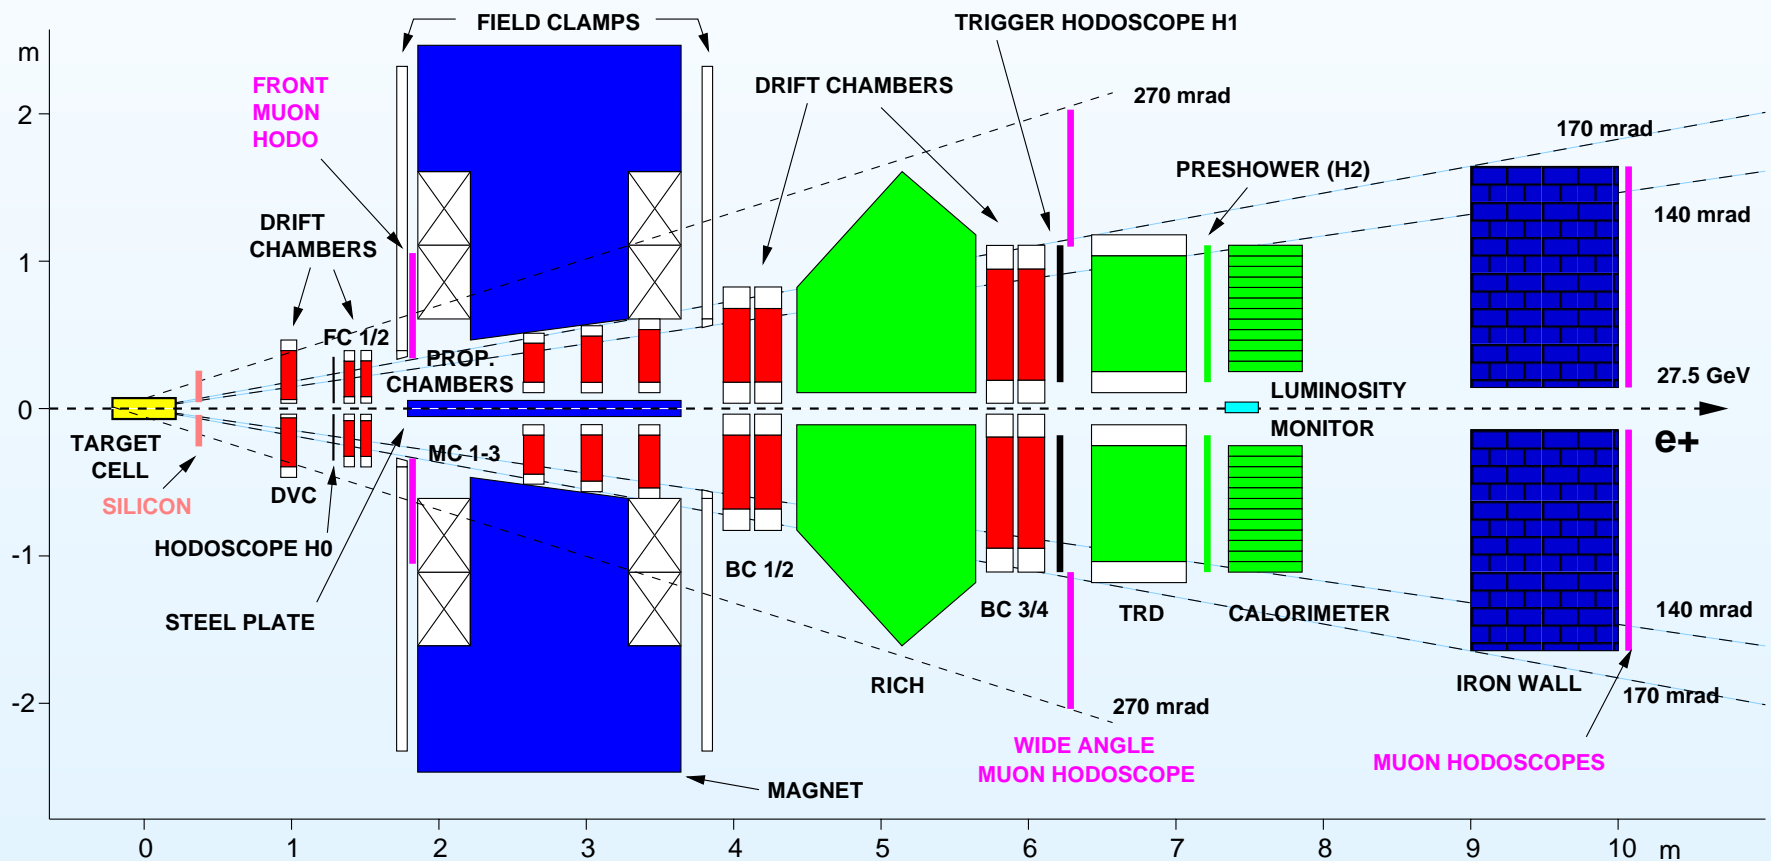 FIELD CLAMPS
TRIGGER HODOSCOPE H1
m
FRONT
MUON
HODO
DRIFT CHAMBERS
270 mrad
2
170 mrad
PRESHOWER (H2)
DRIFT
CHAMBERS
140 mrad
1
FC 1/2
PROP.
CHAMBERS
27.5 GeV
LUMINOSITY
0
MONITOR
e+
TARGET
CELL
MC 1-3
SILICON
DVC
HODOSCOPE H0
-1
BC 1/2
STEEL PLATE
BC 3/4
TRD
CALORIMETER
140 mrad
RICH
IRON WALL
170 mrad
-2
270 mrad
WIDE ANGLE
MUON HODOSCOPE
MUON HODOSCOPES
MAGNET
0 1 2 3 4 5 6 7 8 9 10 m